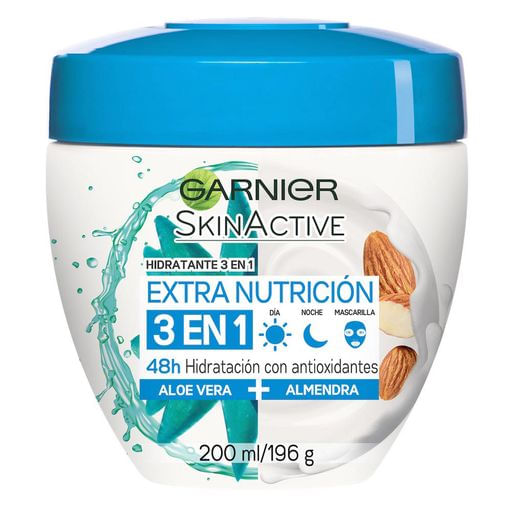 GARNIER
SKINACTIVE
HIDRATANTE 3 EN 1
EXTRA NUTRICIÓN
3 EN 1
DÍA NOCHE MASCARILLA
48h Hidratación con antioxidantes
ALOE VERA + ALMENDRA
200 ml/196 g